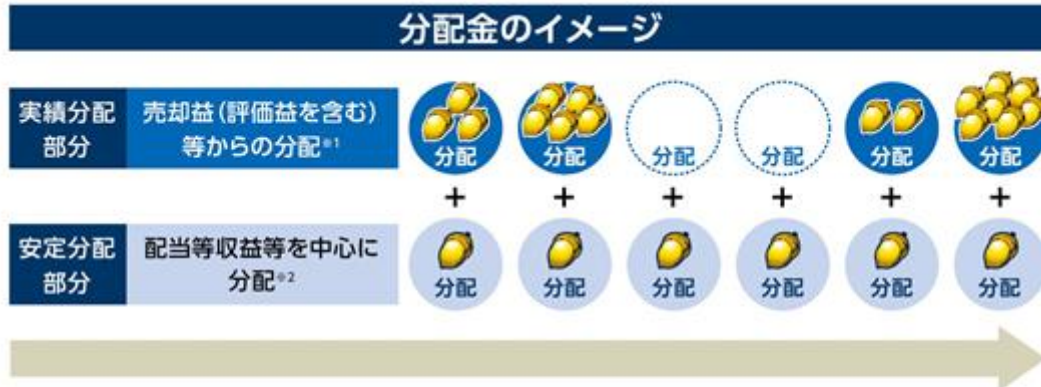 分配金のイメージ
実績分配
部分
売却益(評価益を含む)
等からの分配※1
分配 分配 分配 分配 分配 分配
+ + + + + +
安定分配
部分
配当等収益等を中心に
分配※2
分配 分配 分配 分配 分配 分配